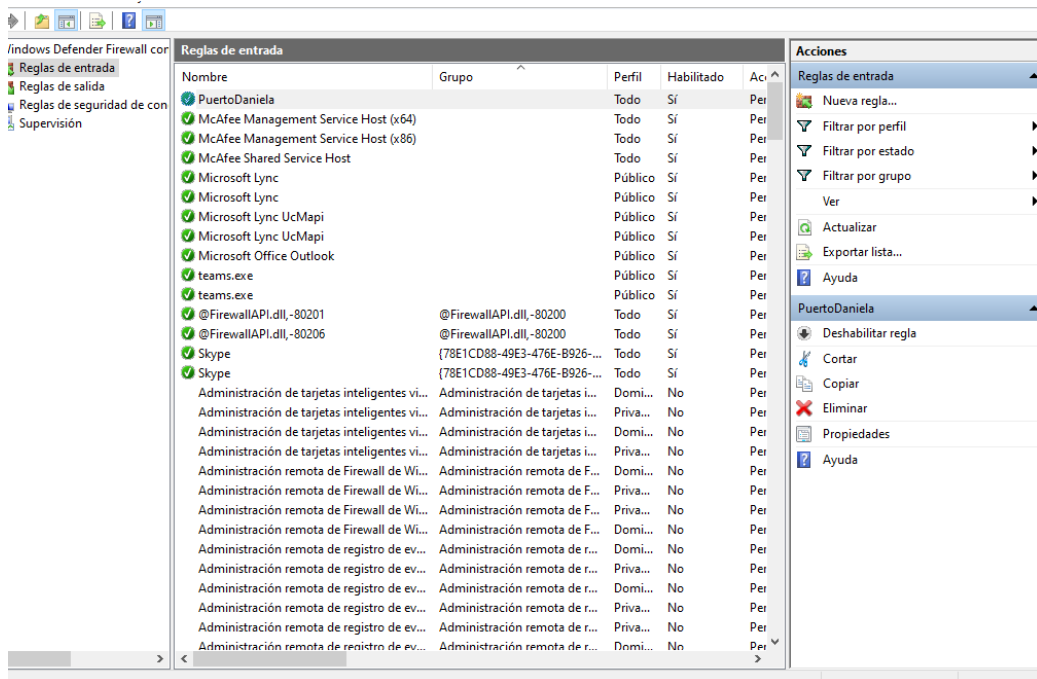 Windows Defender Firewall con
Reglas de entrada
Reglas de salida
Reglas de seguridad de con
Supervisión
Reglas de entrada
Nombre Grupo Perfil Habilitado Acc
PuertoDaniela Todo Sí Per
McAfee Management Service Host (x64) Todo Sí Per
McAfee Management Service Host (x86) Todo Sí Per
McAfee Shared Service Host Todo Sí Per
Microsoft Lync Público Sí Per
Microsoft Lync Público Sí Per
Microsoft Lync UcMapi Público Sí Per
Microsoft Lync UcMapi Público Sí Per
Microsoft Office Outlook Público Sí Per
teams.exe Público Sí Per
teams.exe Público Sí Per
@FirewallAPI.dll,-80201 @FirewallAPI.dll,-80200 Todo Sí Per
@FirewallAPI.dll,-80206 @FirewallAPI.dll,-80200 Todo Sí Per
Skype {78E1CD88-49E3-476E-B926-... Todo Sí Per
Skype {78E1CD88-49E3-476E-B926-... Todo Sí Per
Administración de tarjetas inteligentes vi... Administración de tarjetas i... Domi... No Per
Administración de tarjetas inteligentes vi... Administración de tarjetas i... Priva... No Per
Administración de tarjetas inteligentes vi... Administración de tarjetas i... Domi... No Per
Administración de tarjetas inteligentes vi... Administración de tarjetas i... Priva... No Per
Administración remota de Firewall de Wi... Administración remota de F... Domi... No Per
Administración remota de Firewall de Wi... Administración remota de F... Priva... No Per
Administración remota de Firewall de Wi... Administración remota de F... Priva... No Per
Administración remota de Firewall de Wi... Administración remota de F... Domi... No Per
Administración remota de registro de ev... Administración remota de r... Domi... No Per
Administración remota de registro de ev... Administración remota de r... Priva... No Per
Administración remota de registro de ev... Administración remota de r... Domi... No Per
Administración remota de registro de ev... Administración remota de r... Priva... No Per
Administración remota de registro de ev... Administración remota de r... Priva... No Per
Administración remota de registro de ev... Administración remota de r... Domi... No Per
Acciones
Reglas de entrada
Nueva regla...
Filtrar por perfil
Filtrar por estado
Filtrar por grupo
Ver
Actualizar
Exportar lista...
Ayuda
PuertoDaniela
Deshabilitar regla
Cortar
Copiar
Eliminar
Propiedades
Ayuda